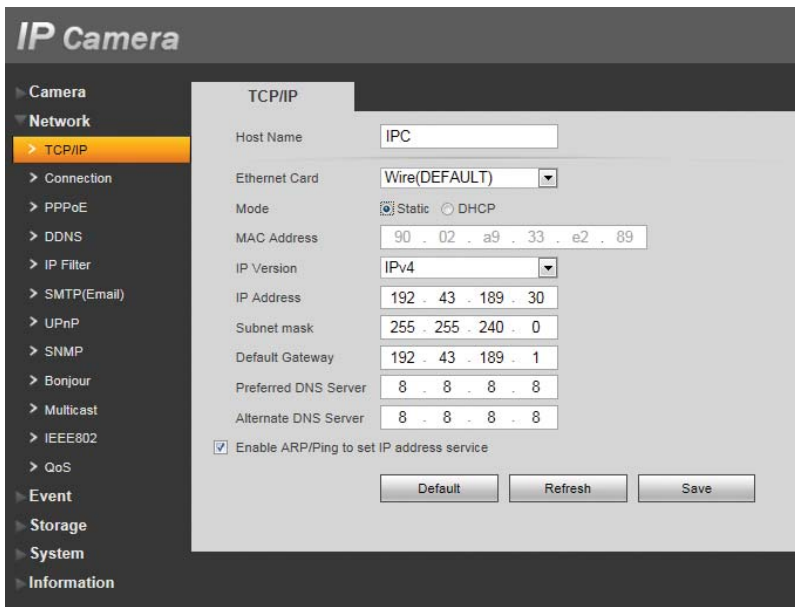 IP Camera
Camera
Network
TCP/IP
Connection
PPPoE
DDNS
IP Filter
SMTP(Email)
UPnP
SNMP
Bonjour
Multicast
IEEE802
QoS
Event
Storage
System
Information
TCP/IP
Host Name IPC
Ethernet Card Wire(DEFAULT)
Mode Static DHCP
MAC Address 90 . 02 . a9 . 33 . e2 . 89
IP Version IPv4
IP Address 192 . 43 . 189 . 30
Subnet mask 255 . 255 . 240 . 0
Default Gateway 192 . 43 . 189 . 1
Preferred DNS Server 8 . 8 . 8 . 8
Alternate DNS Server 8 . 8 . 8 . 8
Enable ARP/Ping to set IP address service
Default Refresh Save